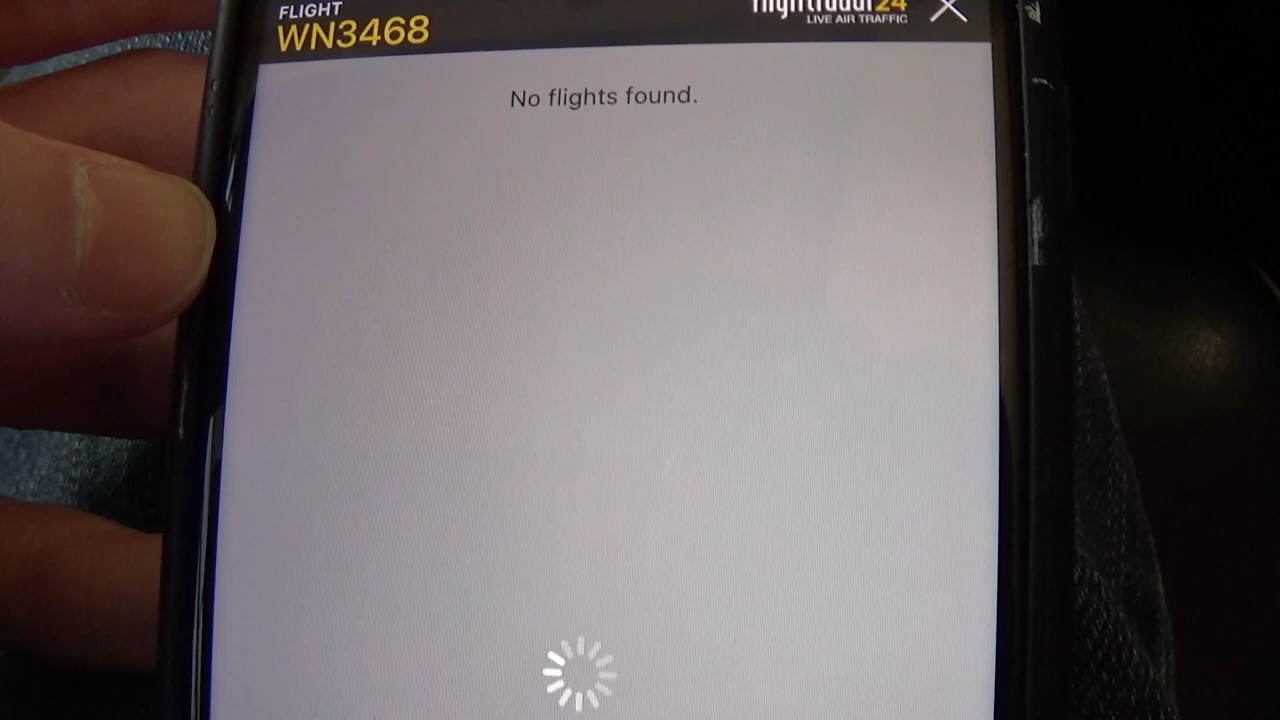 FLIGHT
WN3468
flightradar24
LIVE AIR TRAFFIC
No flights found.